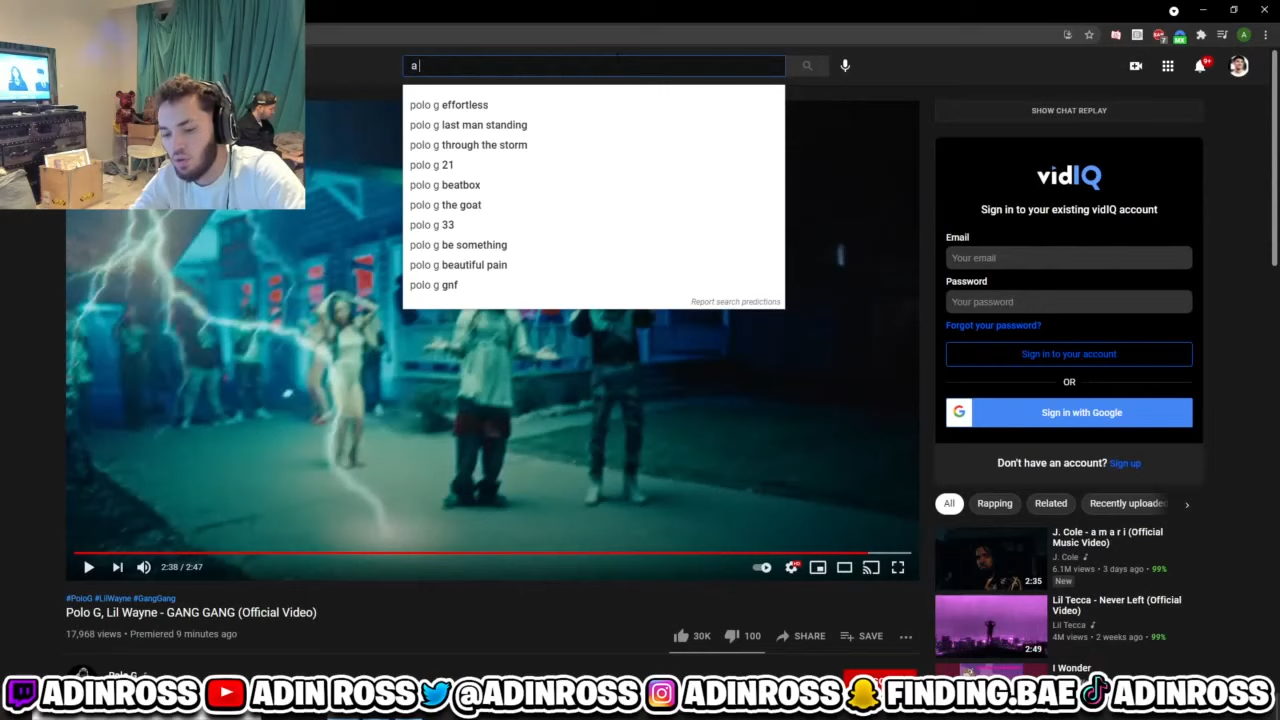 a
polo g effortless
polo g last man standing
polo g through the storm
polo g 21
polo g beatbox
polo g the goat
polo g 33
polo g be something
polo g beautiful pain
polo g gnf
Report search predictions
9+
A
SHOW CHAT REPLAY
vidIQ
Sign in to your existing vidIQ account
Email
Your email
Password
Your password
Forgot your password?
Sign in to your account
OR
Sign in with Google
Don't have an account? Sign up
All Rapping Related Recently uploaded
J. Cole - a m a r i (Official
Music Video)
J. Cole
6.1M views • 3 days ago • 99%
New
2:35
Lil Tecca - Never Left (Official
Video)
Lil Tecca
4M views • 2 weeks ago • 99%
2:49
I Wonder
2:38 / 2:47
HD
#PoloG #LilWayne #GangGang
Polo G, Lil Wayne - GANG GANG (Official Video)
17,968 views • Premiered 9 minutes ago
30K 100 SHARE SAVE
Polo G
ADINROSS ADIN ROSS @ADINROSS ADINROSS FINDING.BAE ADINROSS